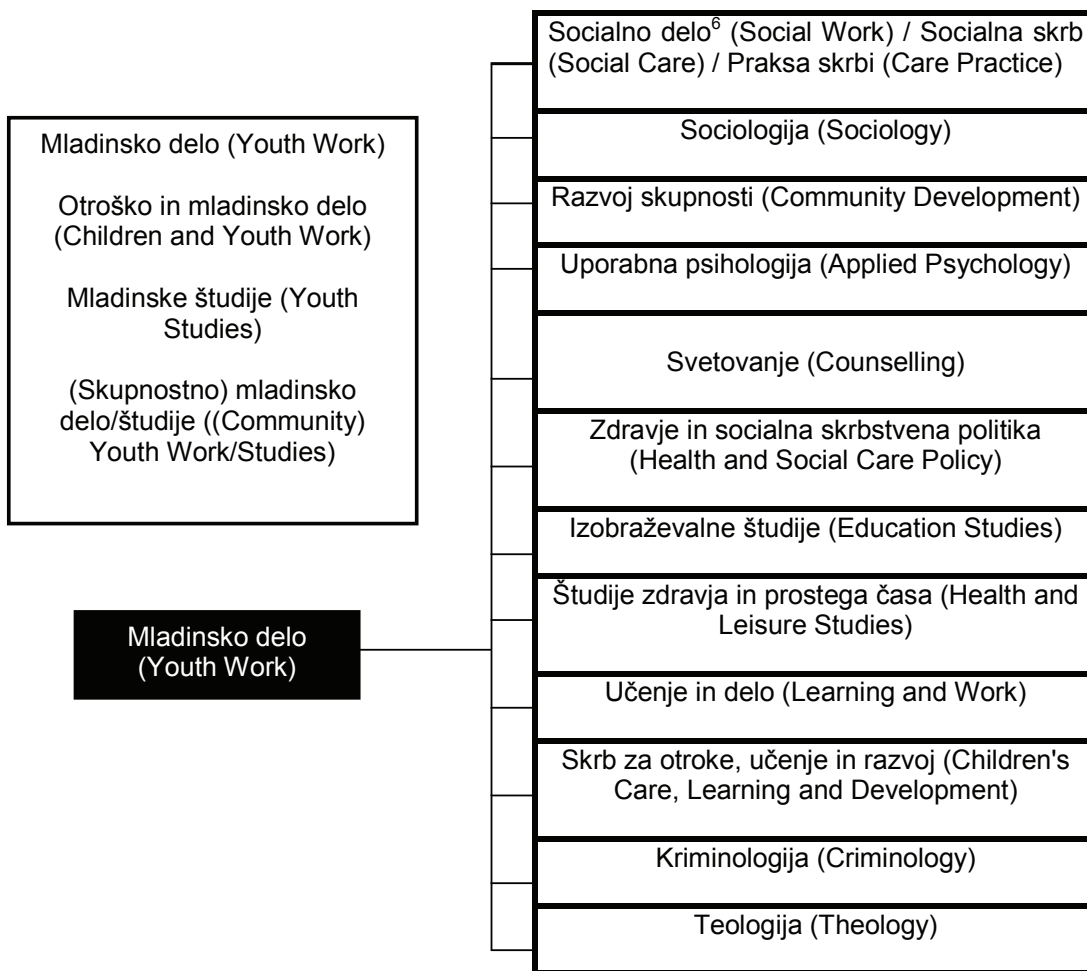 Mladinsko delo (Youth Work)
Otroško in mladinsko delo
(Children and Youth Work)
Mladinske študije (Youth
Studies)
(Skupnostno) mladinsko
delo/študije ((Community)
Youth Work/Studies)
Mladinsko delo
(Youth Work)
Socialno delo⁶ (Social Work) / Socialna skrb
(Social Care) / Praksa skrbi (Care Practice)
Sociologija (Sociology)
Razvoj skupnosti (Community Development)
Uporabna psihologija (Applied Psychology)
Svetovanje (Counselling)
Zdravje in socialna skrbstvena politika
(Health and Social Care Policy)
Izobraževalne študije (Education Studies)
Študije zdravja in prostega časa (Health and
Leisure Studies)
Učenje in delo (Learning and Work)
Skrb za otroke, učenje in razvoj (Children's
Care, Learning and Development)
Kriminologija (Criminology)
Teologija (Theology)